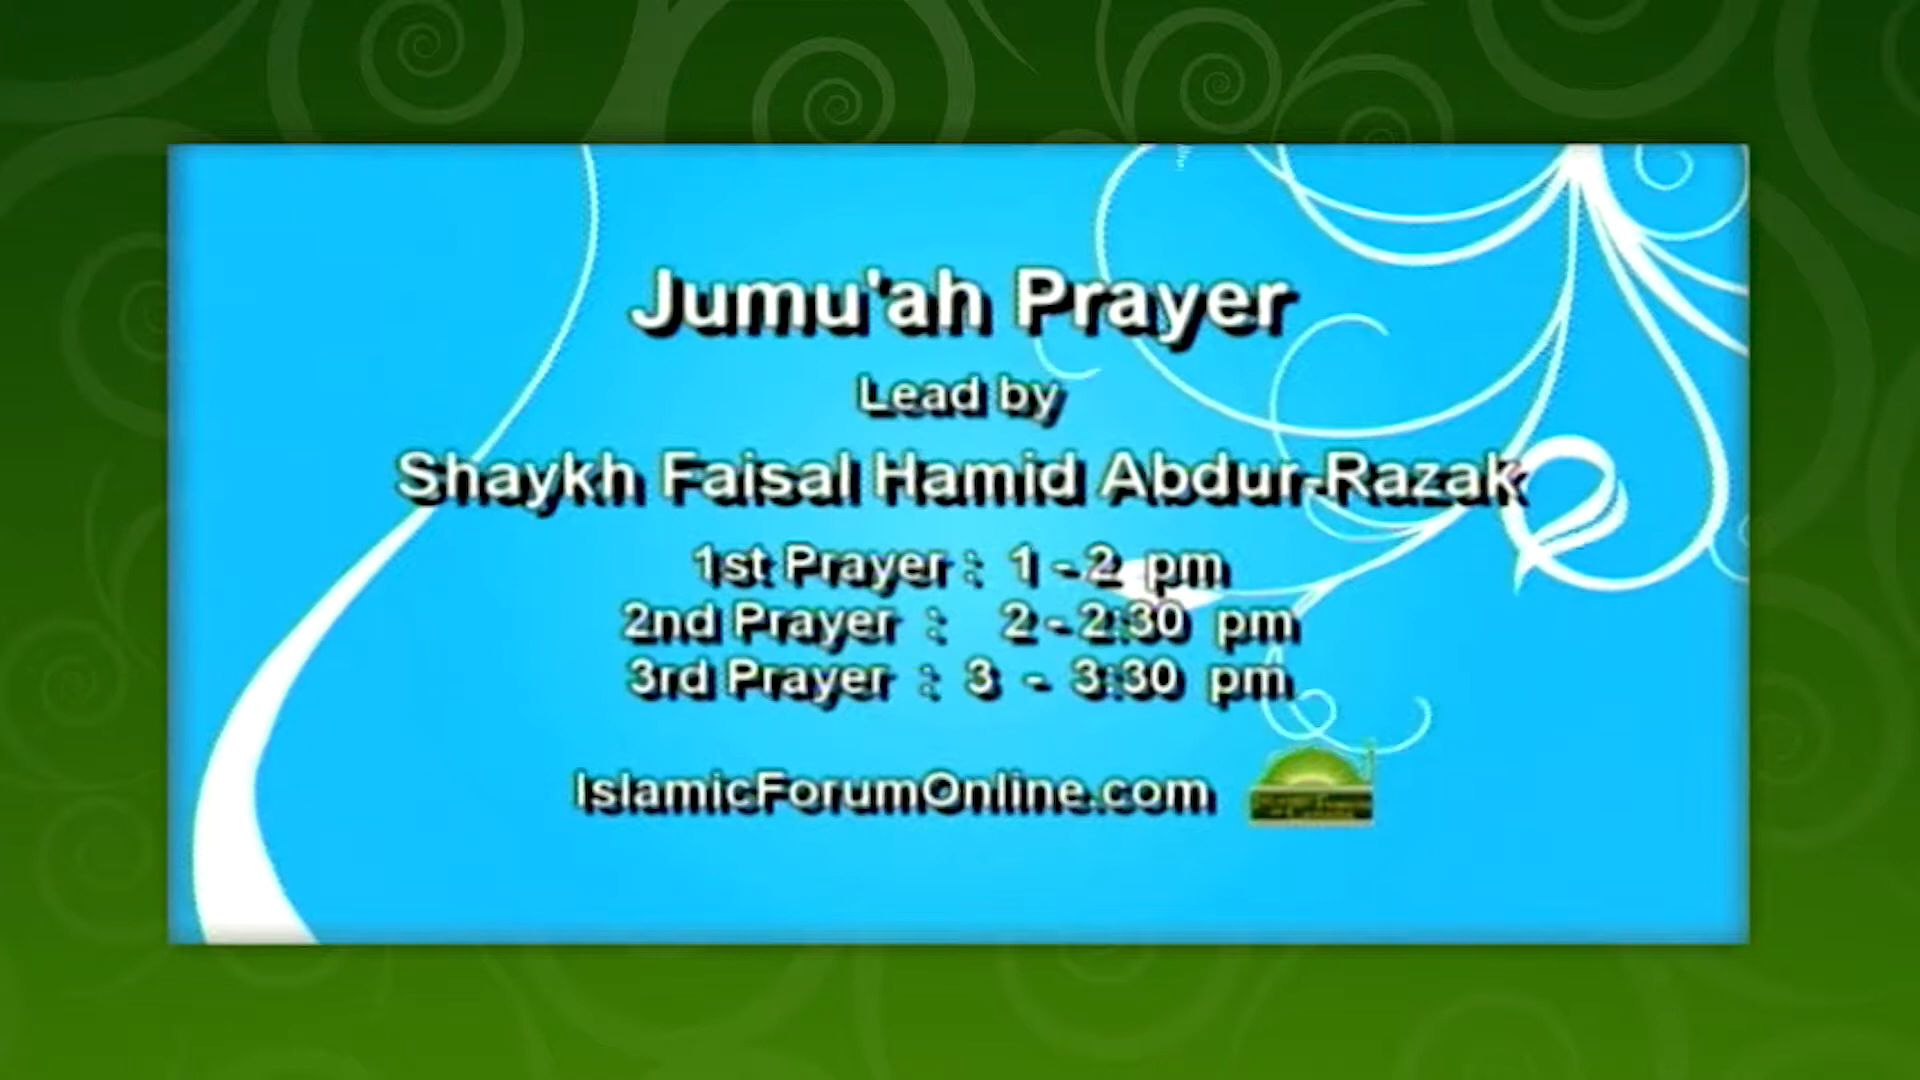 Jumu'ah Prayer
Lead by
Shaykh Faisal Hamid Abdur-Razak
1st Prayer : 1 - 2 pm
2nd Prayer : 2 - 2:30 pm
3rd Prayer : 3 - 3:30 pm
IslamicForumOnline.com